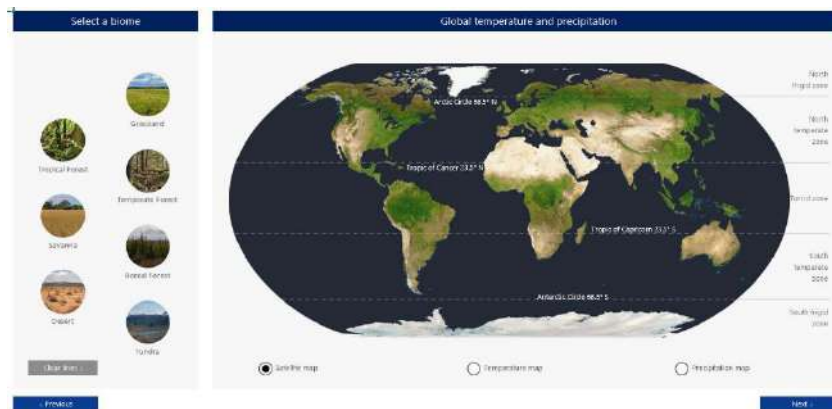 Select a biome
Global temperature and precipitation
Grassland
Tropical Forest
Temperate Forest
Savanna
Boreal Forest
Desert
Tundra
Clear lines
‹ Previous
Arctic Circle 66.5° N
Tropic of Cancer 23.5° N
Tropic of Capricorn 23.5° S
Antarctic Circle 66.5° S
North
frigid zone
North
temperate
zone
Torrid zone
South
temperate
zone
South frigid
zone
Satellite map
Temperature map
Precipitation map
Next ›